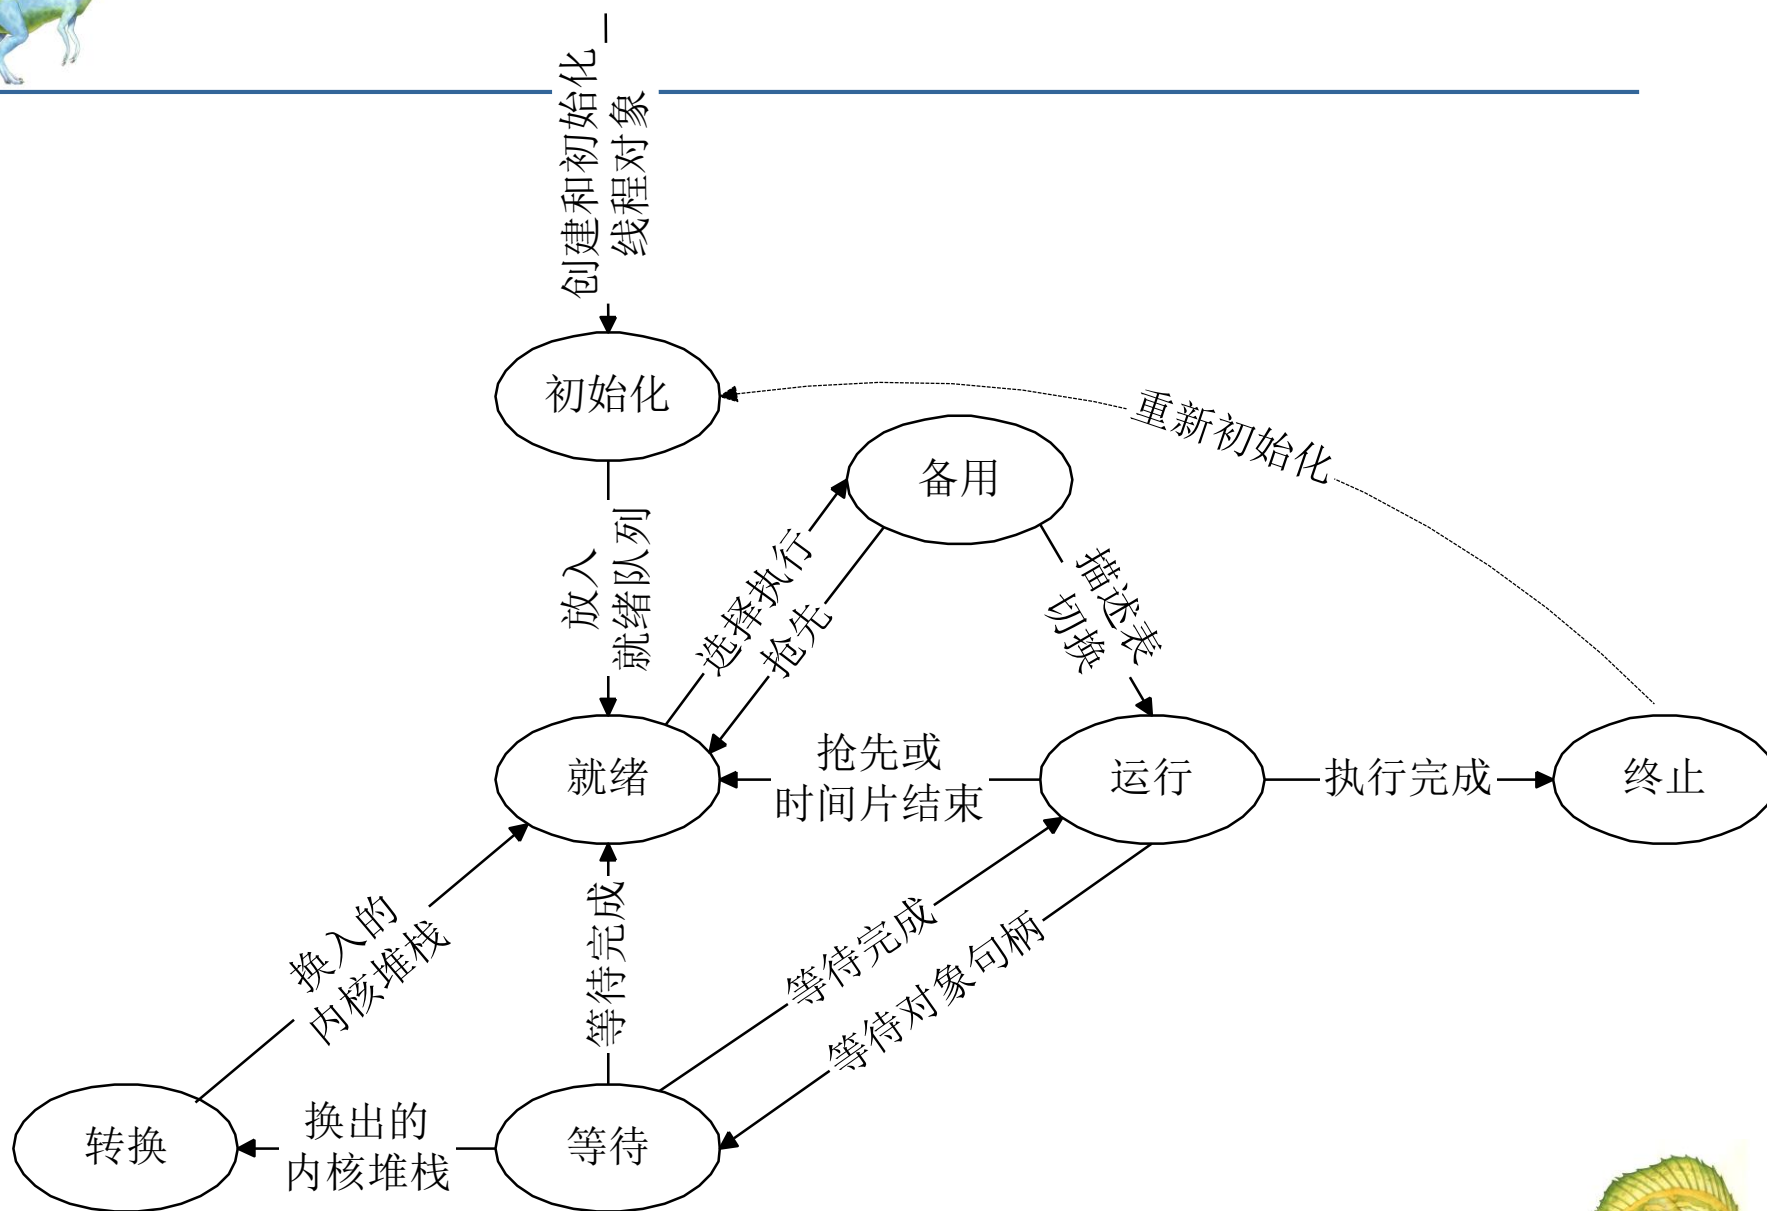 创建和初始化
线程对象
初始化
重新初始化
备用
放入
就绪队列
选择执行
抢先
描述表
切换
就绪
抢先或
时间片结束
运行
执行完成
终止
换入的
内核堆栈
等待完成
等待完成
等待对象句柄
转换
换出的
内核堆栈
等待